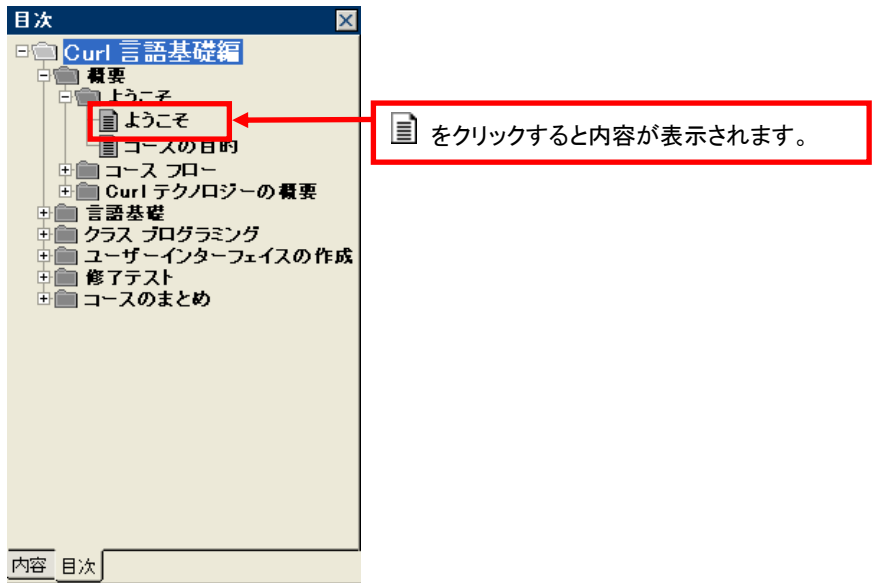 目次
Curl 言語基礎編
概要
ようこそ
ようこそ
をクリックすると内容が表示されます。
コースの目的
コース フロー
Curl テクノロジーの概要
言語基礎
クラス プログラミング
ユーザーインターフェイスの作成
修了テスト
コースのまとめ
内容 目次